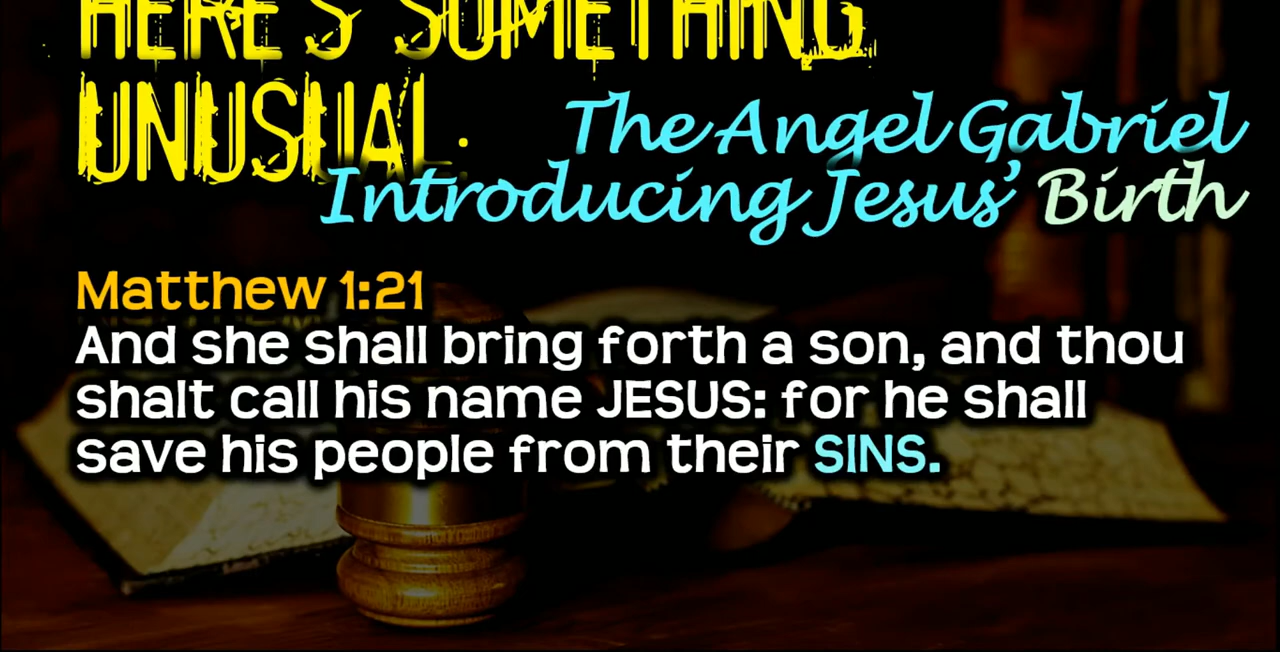 HERE'S SOMETHING
UNUSUAL:
The Angel Gabriel
Introducing Jesus' Birth
Matthew 1:21
And she shall bring forth a son, and thou
shalt call his name JESUS: for he shall
save his people from their SINS.